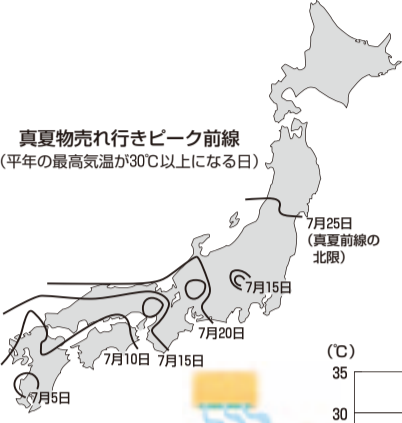 真夏物売れ行きピーク前線
(平年の最高気温が30℃以上になる日)
7月25日
(真夏前線の
北限)
7月15日
7月20日
7月10日
7月15日
7月5日
(℃)
35
30